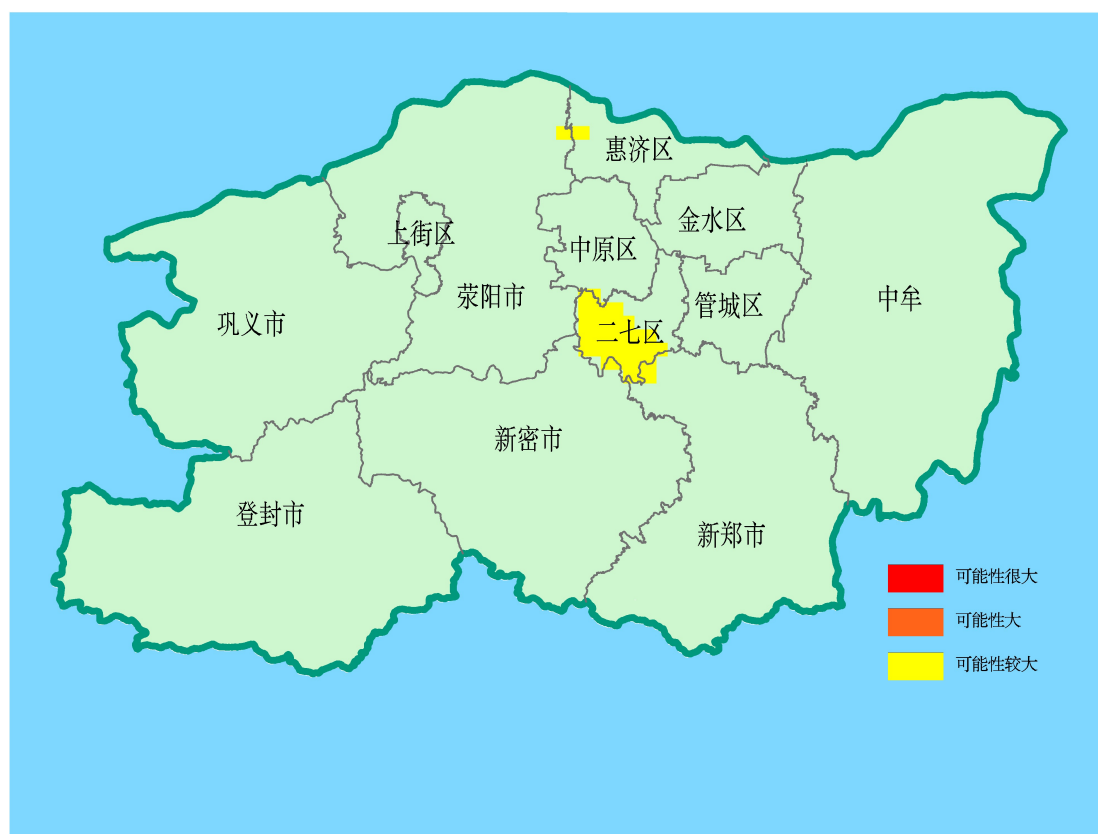 惠济区
金水区
上街区
中原区
荥阳市
管城区
中牟
巩义市
二七区
新密市
登封市
新郑市
可能性很大
可能性大
可能性较大